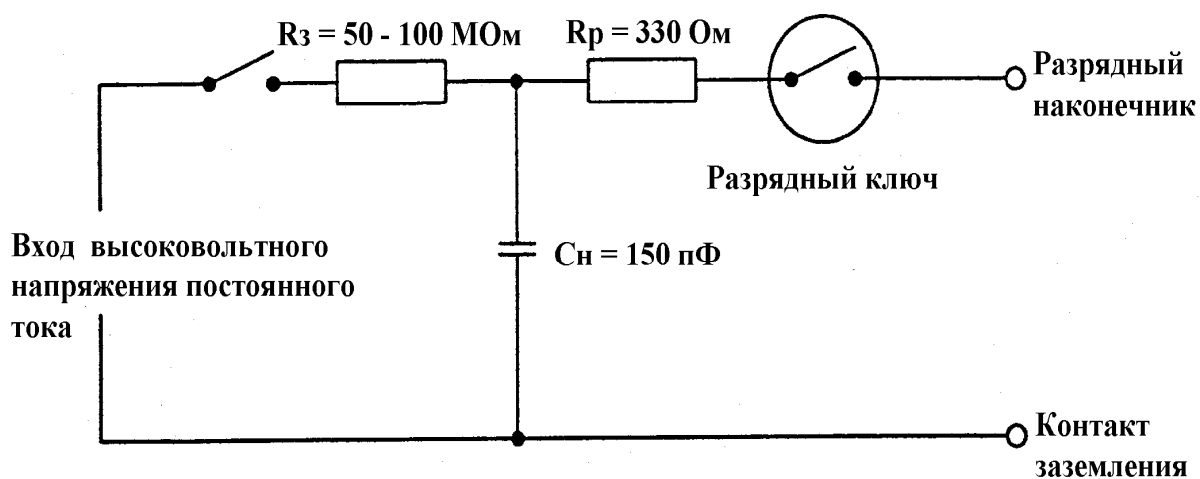 Rз = 50 - 100 МОм
Rр = 330 Ом
Разрядный
наконечник
Разрядный ключ
Вход высоковольтного
напряжения постоянного
тока
Сн = 150 пФ
Контакт
заземления